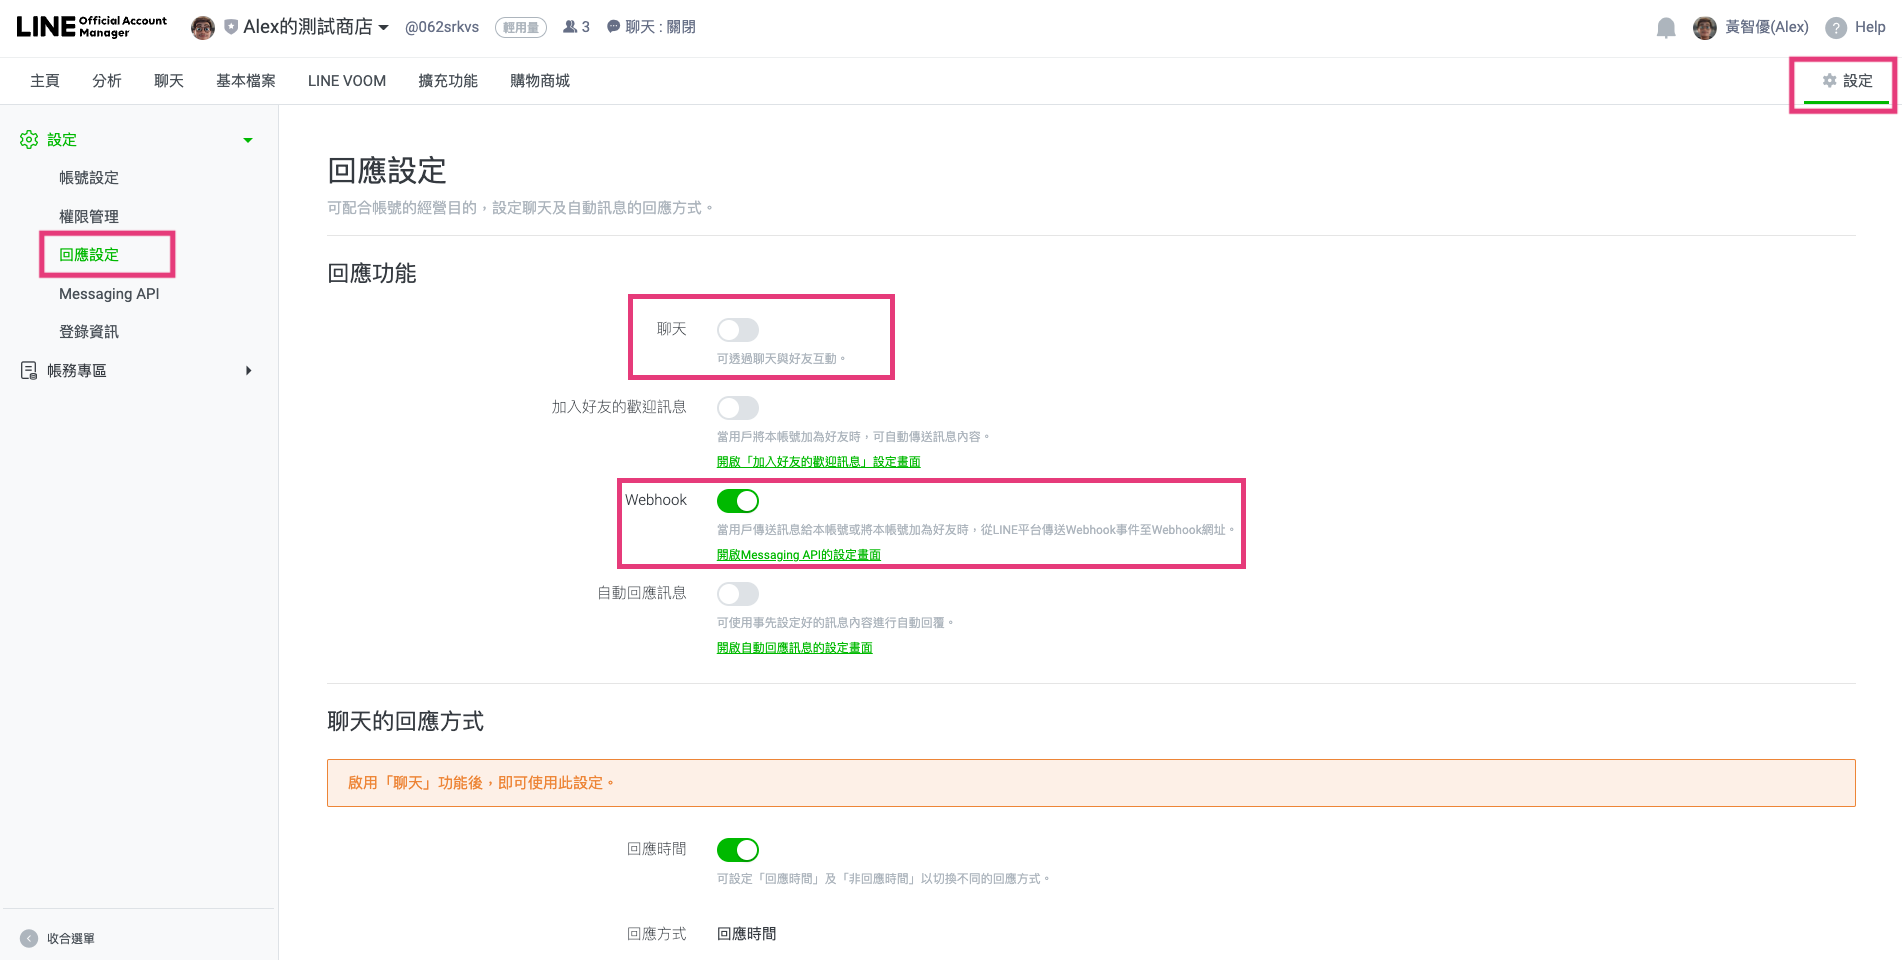 LINE Official Account Manager
Alex的測試商店
@062srkvs
輕用量
3
聊天 : 關閉
黃智優(Alex)
? Help
主頁
分析
聊天
基本檔案
LINE VOOM
擴充功能
購物商城
設定
設定
帳號設定
權限管理
回應設定
Messaging API
登錄資訊
帳務專區
收合選單
回應設定
可配合帳號的經營目的，設定聊天及自動訊息的回應方式。
回應功能
聊天
可透過聊天與好友互動。
加入好友的歡迎訊息
當用戶將本帳號加為好友時，可自動傳送訊息內容。
開啟「加入好友的歡迎訊息」設定畫面
Webhook
當用戶傳送訊息給本帳號或將本帳號加為好友時，從LINE平台傳送Webhook事件至Webhook網址。
開啟Messaging API的設定畫面
自動回應訊息
可使用事先設定好的訊息內容進行自動回覆。
開啟自動回應訊息的設定畫面
聊天的回應方式
啟用「聊天」功能後，即可使用此設定。
回應時間
可設定「回應時間」及「非回應時間」以切換不同的回應方式。
回應方式
回應時間